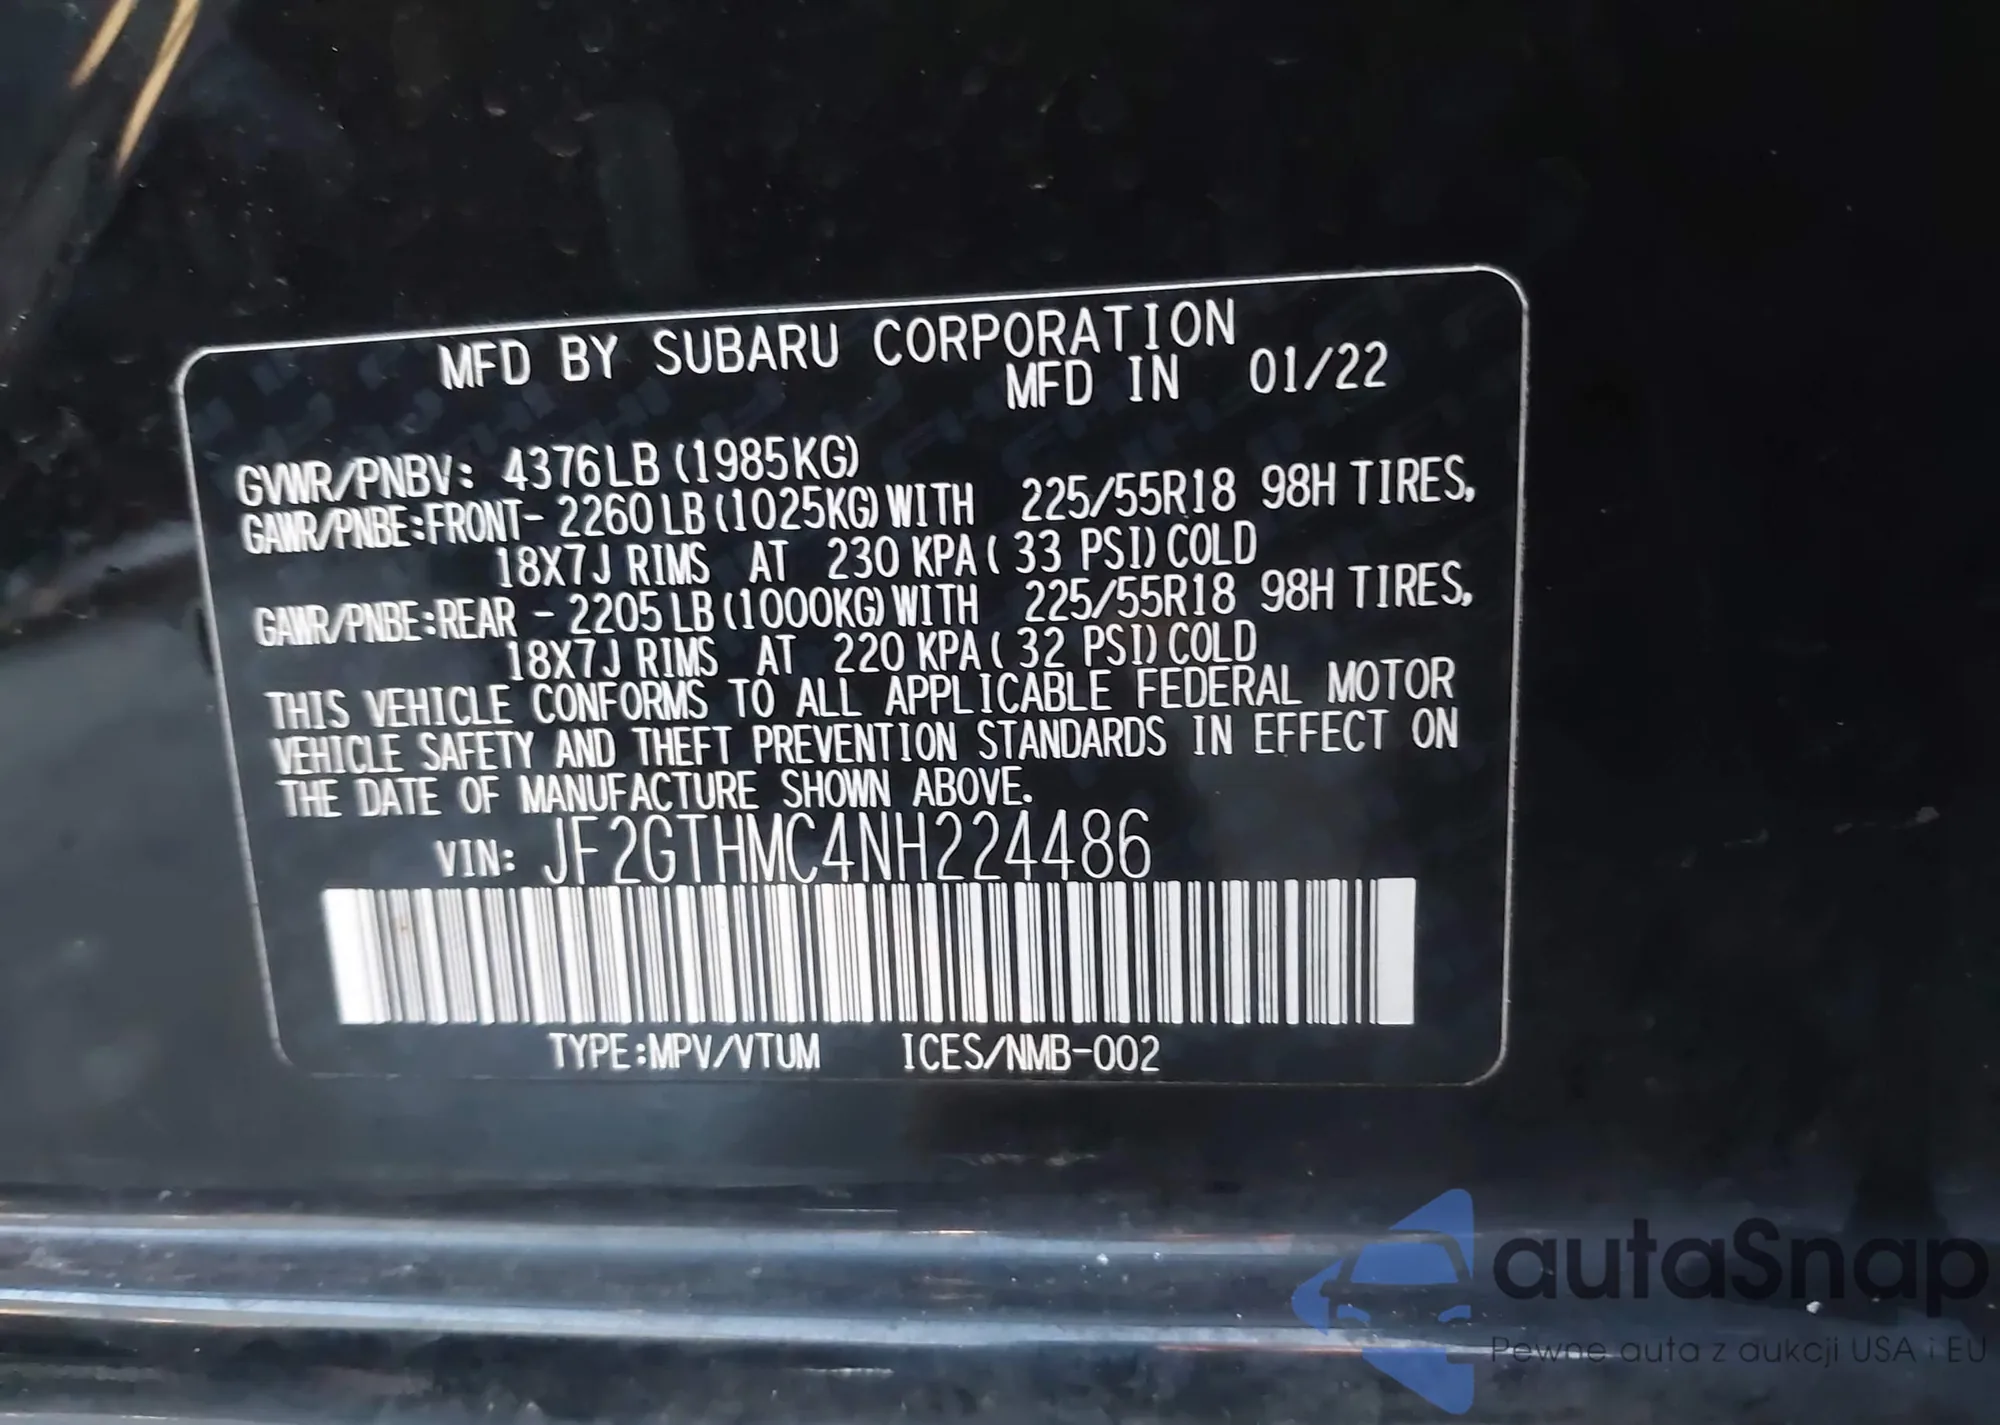 MFD BY SUBARU CORPORATION
MFD IN 01/22
GVWR/PNBV: 4376LB (1985KG)
GAWR/PNBE:FRONT- 2260LB (1025KG) WITH 225/55R18 98H TIRES,
18X7J RIMS AT 230 KPA ( 33 PSI) COLD
GAWR/PNBE:REAR - 2205LB (1000KG) WITH 225/55R18 98H TIRES,
18X7J RIMS AT 220 KPA ( 32 PSI) COLD
THIS VEHICLE CONFORMS TO ALL APPLICABLE FEDERAL MOTOR
VEHICLE SAFETY AND THEFT PREVENTION STANDARDS IN EFFECT ON
THE DATE OF MANUFACTURE SHOWN ABOVE.
VIN: JF2GTHMC4NH224486
TYPE:MPV/VTUM ICES/NMB-002
autaSnap
Pewne auta z aukcji USA i EU